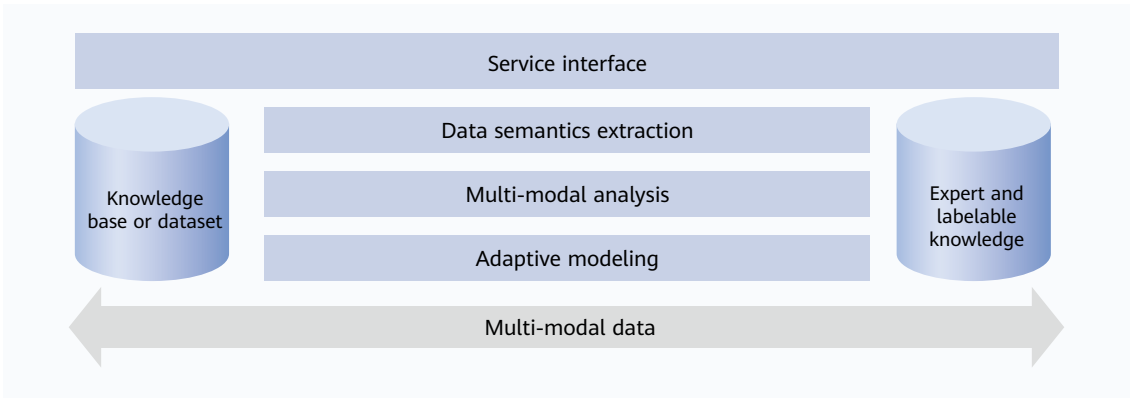 Service interface
Knowledge
base or dataset
Data semantics extraction
Multi-modal analysis
Adaptive modeling
Expert and
labelable
knowledge
Multi-modal data